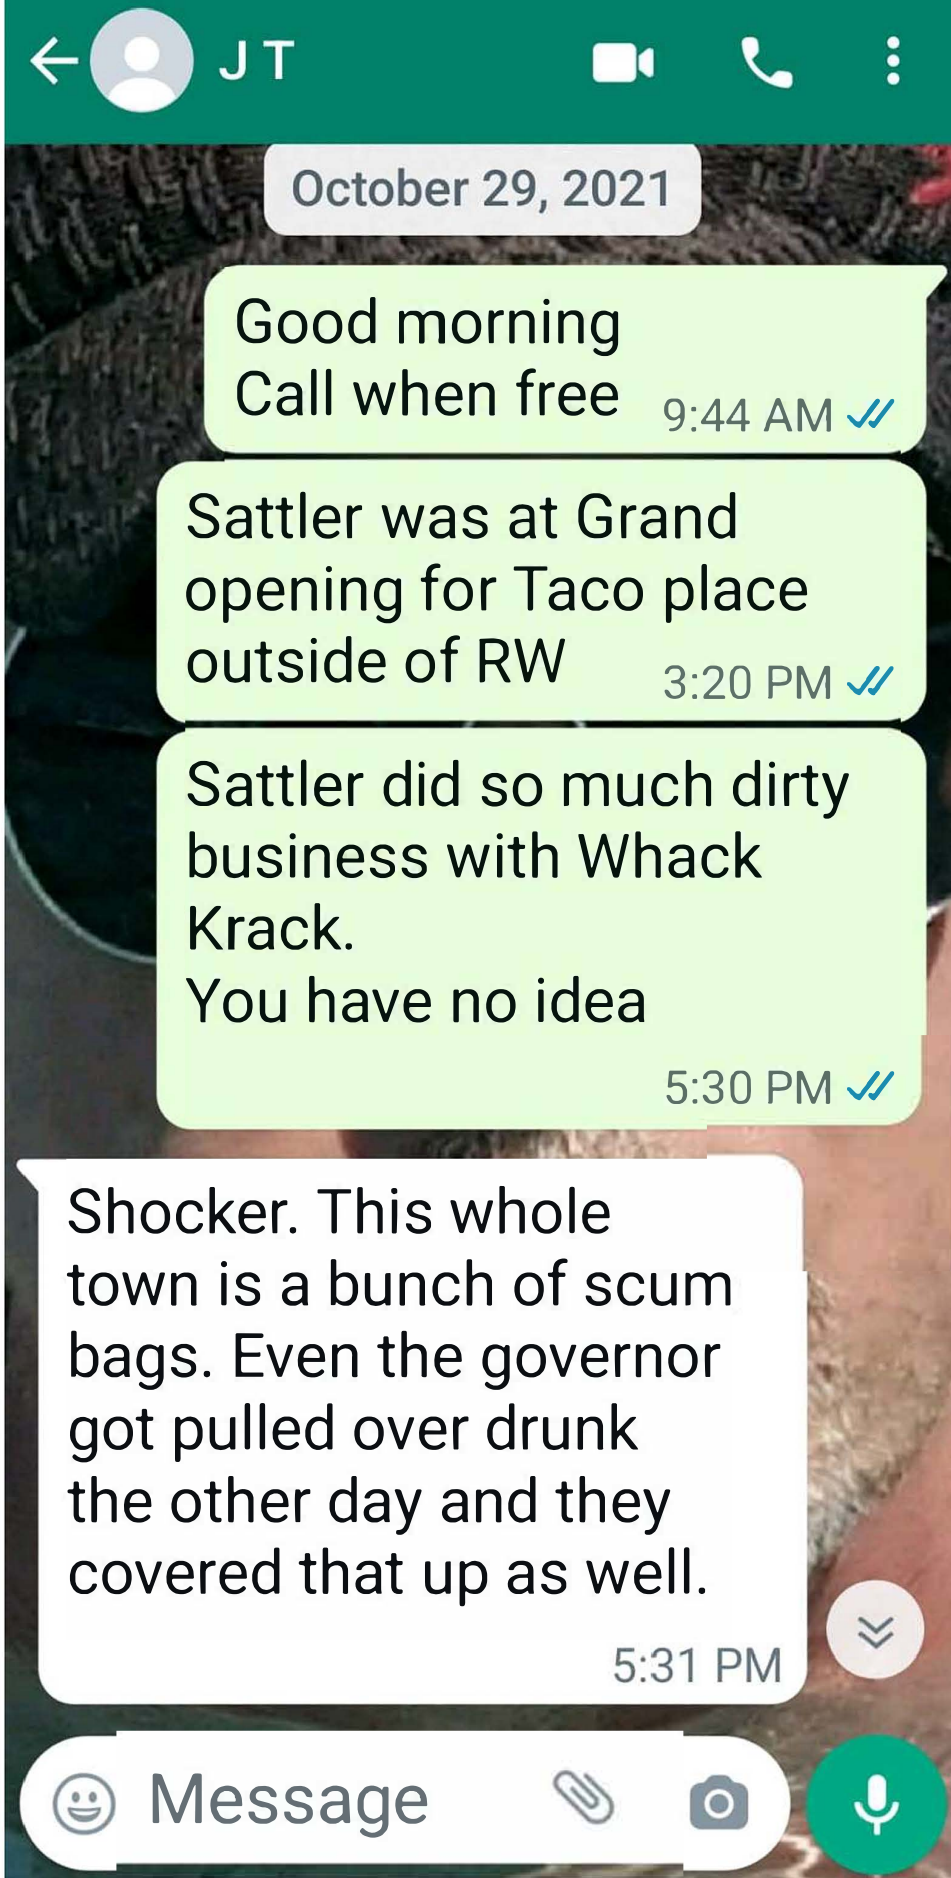 J T
October 29, 2021
Good morning
Call when free 9:44 AM
Sattler was at Grand
opening for Taco place
outside of RW 3:20 PM
Sattler did so much dirty
business with Whack
Krack.
You have no idea
5:30 PM
Shocker. This whole
town is a bunch of scum
bags. Even the governor
got pulled over drunk
the other day and they
covered that up as well.
5:31 PM
Message